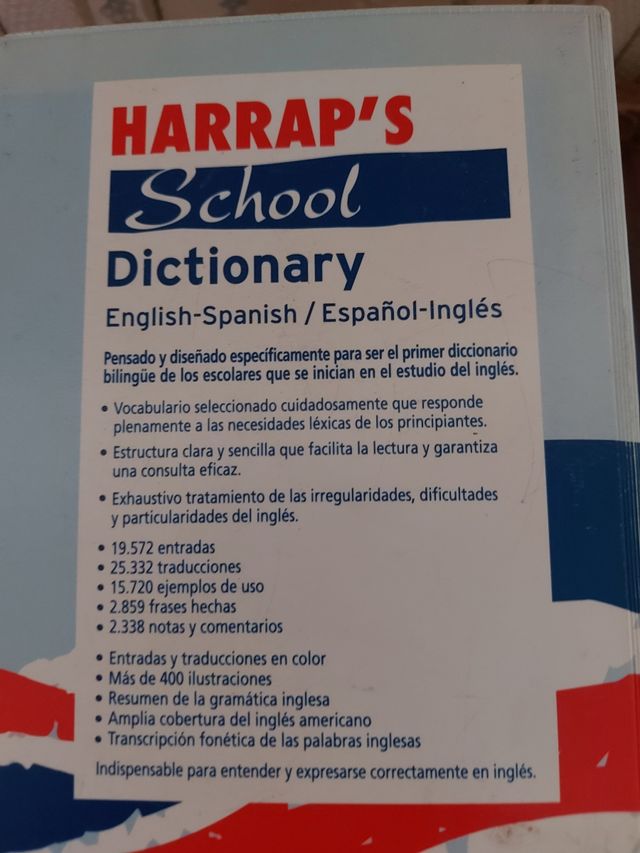 HARRAP'S
School
Dictionary
English-Spanish / Español-Inglés
Pensado y diseñado específicamente para ser el primer diccionario
bilingüe de los escolares que se inician en el estudio del inglés.
• Vocabulario seleccionado cuidadosamente que responde
plenamente a las necesidades léxicas de los principiantes.
• Estructura clara y sencilla que facilita la lectura y garantiza
una consulta eficaz.
• Exhaustivo tratamiento de las irregularidades, dificultades
y particularidades del inglés.
• 19.572 entradas
• 25.332 traducciones
• 15.720 ejemplos de uso
• 2.859 frases hechas
• 2.338 notas y comentarios
• Entradas y traducciones en color
• Más de 400 ilustraciones
• Resumen de la gramática inglesa
• Amplia cobertura del inglés americano
• Transcripción fonética de las palabras inglesas
Indispensable para entender y expresarse correctamente en inglés.